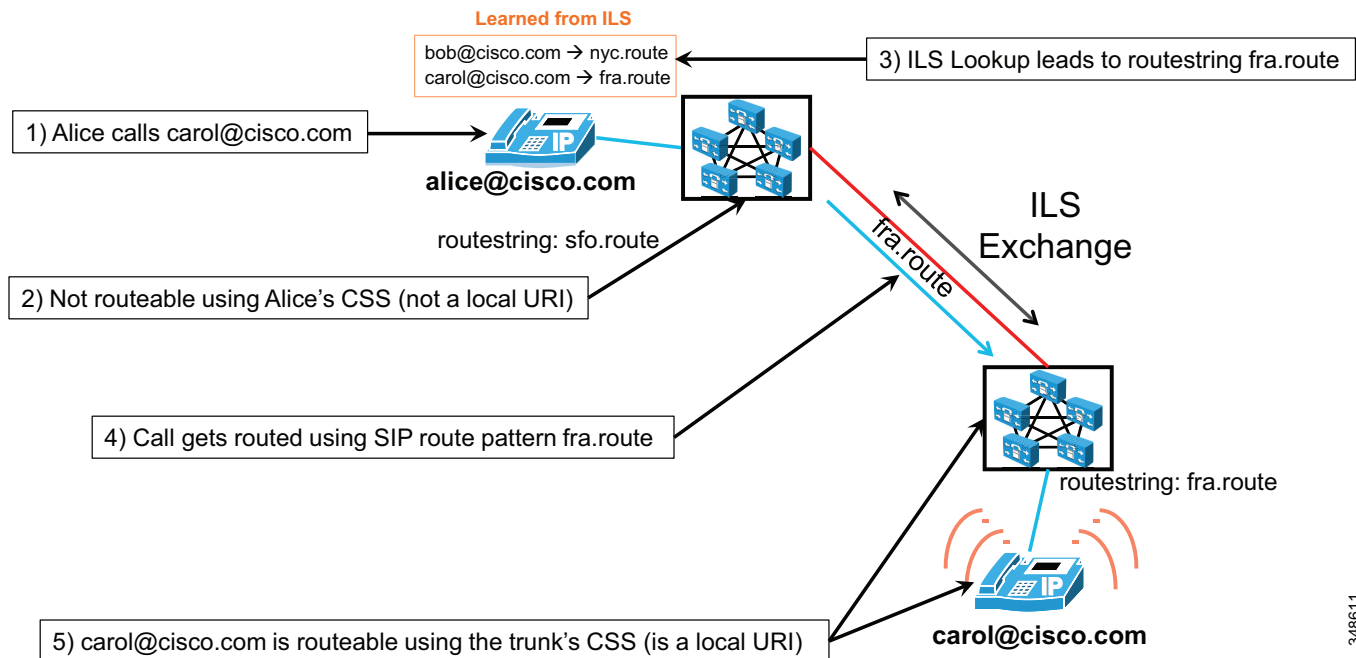 Learned from ILS
bob@cisco.com → nyc.route
carol@cisco.com → fra.route
3) ILS Lookup leads to routestring fra.route
1) Alice calls carol@cisco.com
IP
alice@cisco.com
routestring: sfo.route
ILS
Exchange
fra.route
2) Not routeable using Alice’s CSS (not a local URI)
4) Call gets routed using SIP route pattern fra.route
routestring: fra.route
IP
carol@cisco.com
5) carol@cisco.com is routeable using the trunk’s CSS (is a local URI)
348611